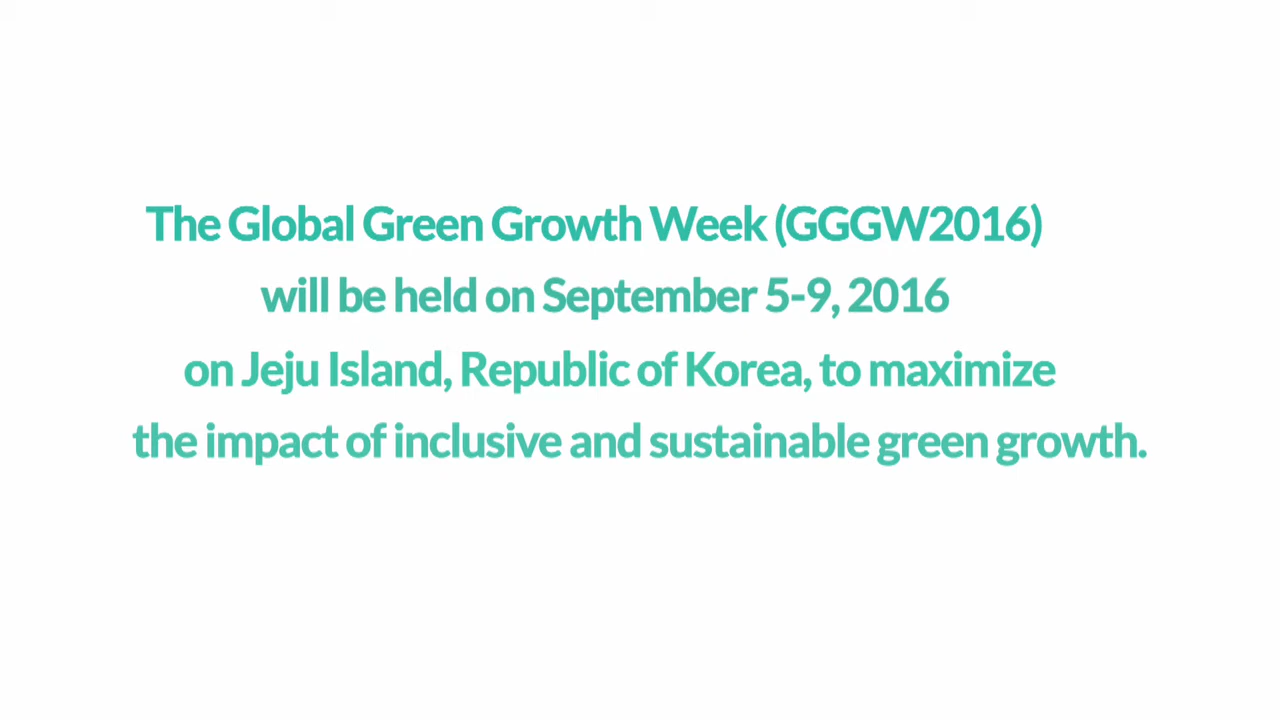 The Global Green Growth Week (GGGW2016)
will be held on September 5-9, 2016
on Jeju Island, Republic of Korea, to maximize
the impact of inclusive and sustainable green growth.